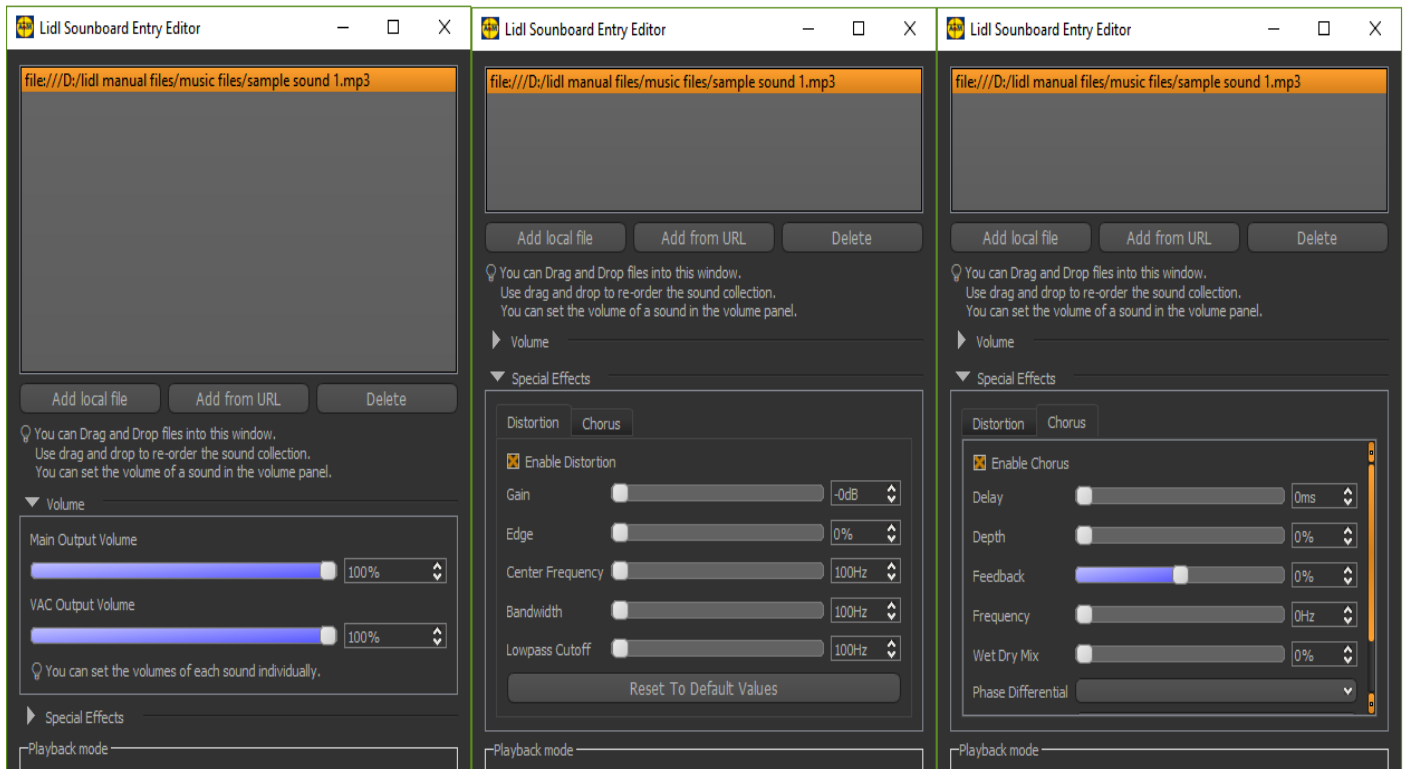 Lidl Sounboard Entry Editor
file:///D:/lidl manual files/music files/sample sound 1.mp3
Add local file Add from URL Delete
You can Drag and Drop files into this window.
Use drag and drop to re-order the sound collection.
You can set the volume of a sound in the volume panel.
Volume
Main Output Volume
100%
VAC Output Volume
100%
You can set the volumes of each sound individually.
Special Effects
Playback mode
Lidl Sounboard Entry Editor
file:///D:/lidl manual files/music files/sample sound 1.mp3
Add local file Add from URL Delete
You can Drag and Drop files into this window.
Use drag and drop to re-order the sound collection.
You can set the volume of a sound in the volume panel.
Volume
Special Effects
Distortion Chorus
Enable Distortion
Gain -0dB
Edge 0%
Center Frequency 100Hz
Bandwidth 100Hz
Lowpass Cutoff 100Hz
Reset To Default Values
Playback mode
Lidl Sounboard Entry Editor
file:///D:/lidl manual files/music files/sample sound 1.mp3
Add local file Add from URL Delete
You can Drag and Drop files into this window.
Use drag and drop to re-order the sound collection.
You can set the volume of a sound in the volume panel.
Volume
Special Effects
Distortion Chorus
Enable Chorus
Delay 0ms
Depth 0%
Feedback 0%
Frequency 0Hz
Wet Dry Mix 0%
Phase Differential
Playback mode